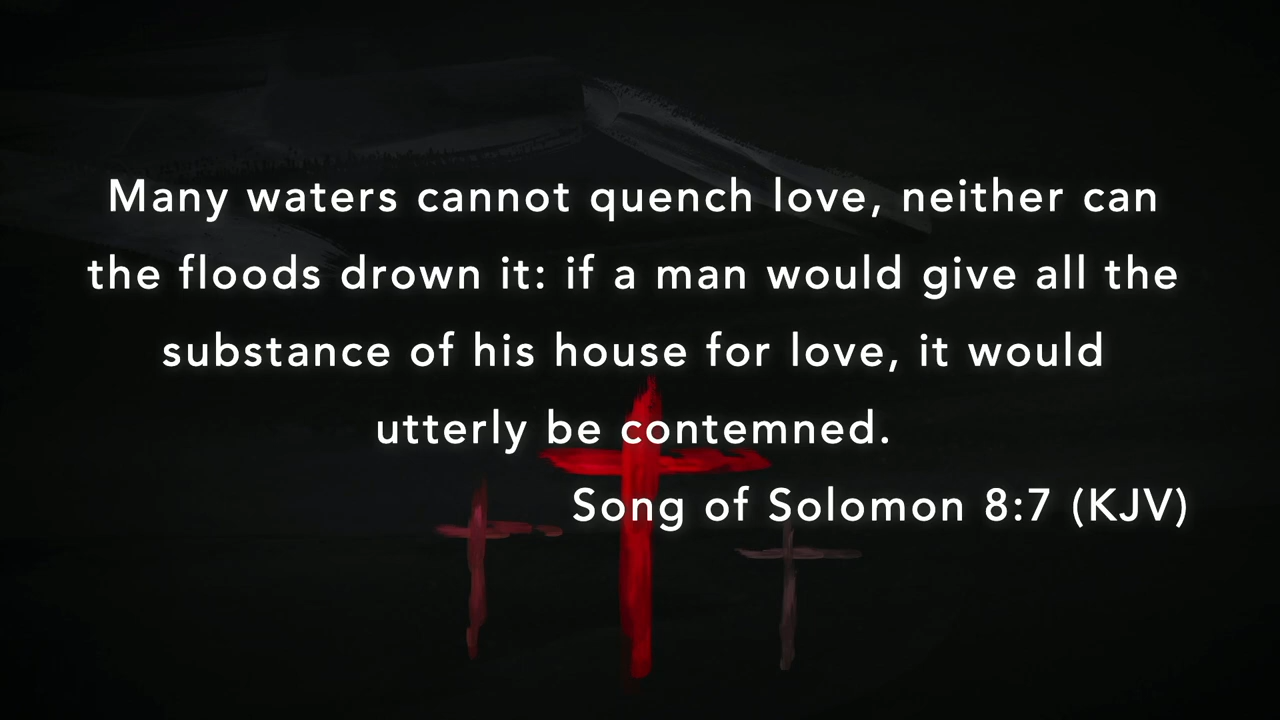 Many waters cannot quench love, neither can
the floods drown it: if a man would give all the
substance of his house for love, it would
utterly be contemned.
Song of Solomon 8:7 (KJV)